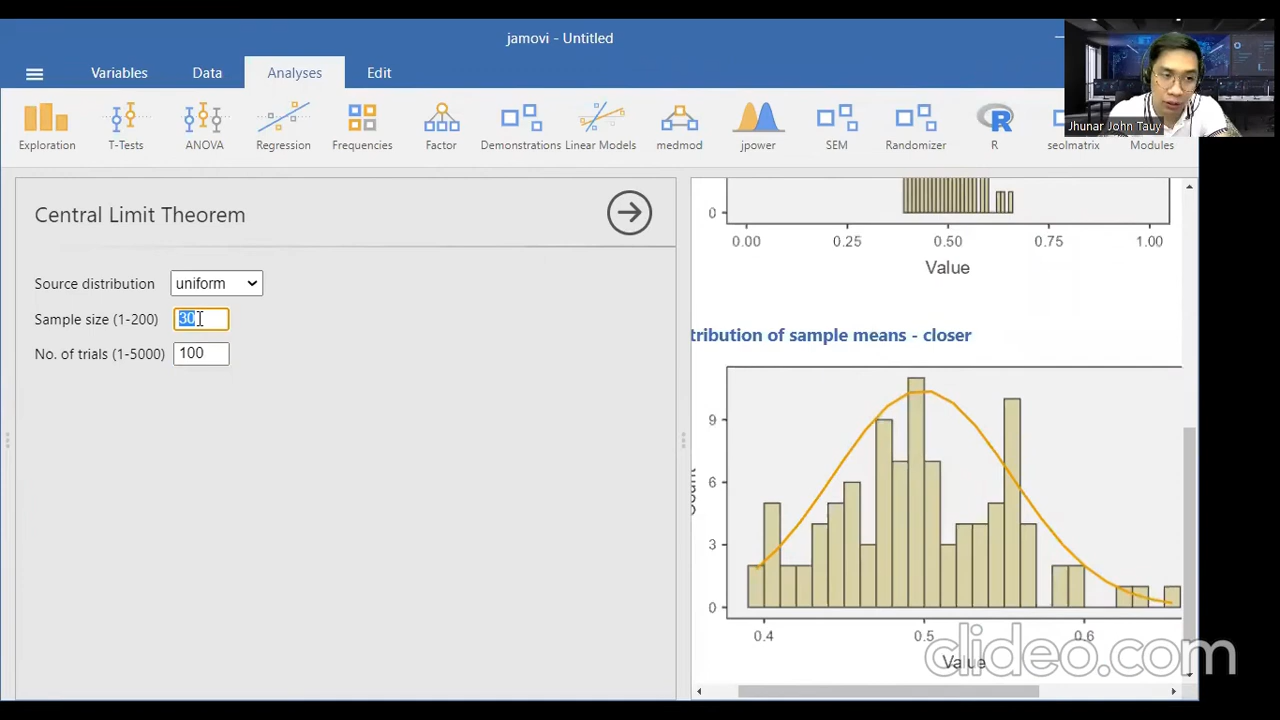 jamovi - Untitled
Variables
Data
Analyses
Edit
Exploration
T-Tests
ANOVA
Regression
Frequencies
Factor
Demonstrations
Linear Models
medmod
jpower
SEM
Randomizer
R
seolmatrix
Modules
Jhunar John Tauy
Central Limit Theorem
Source distribution
uniform
Sample size (1-200)
30
No. of trials (1-5000)
100
0
0.00 0.25 0.50 0.75 1.00
Value
tribution of sample means - closer
Count
9
6
3
0
0.4 0.5 0.6
Value
clideo.com